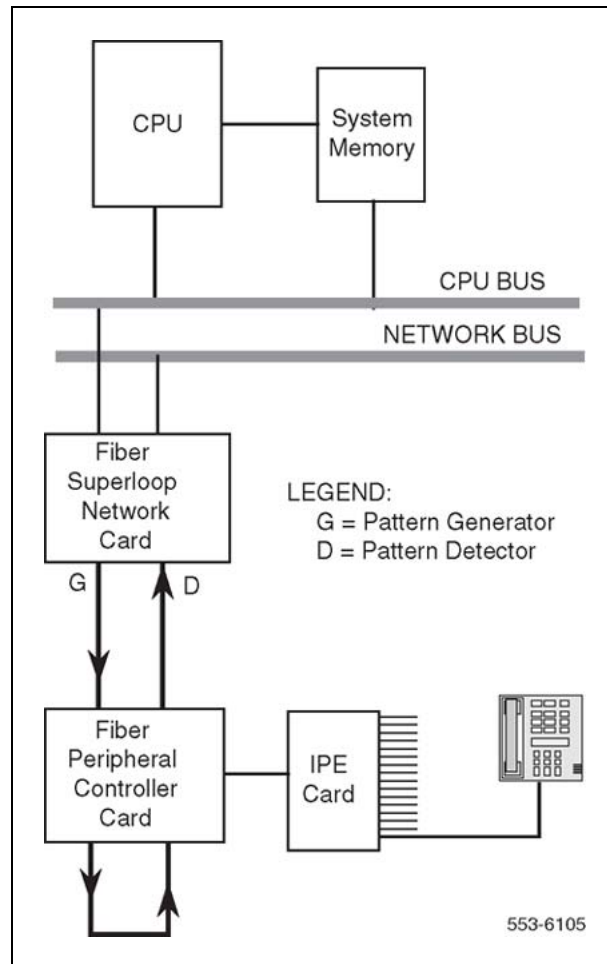 CPU
System
Memory
CPU BUS
NETWORK BUS
Fiber
Superloop
Network
Card
LEGEND:
G = Pattern Generator
D = Pattern Detector
G
D
Fiber
Peripheral
Controller
Card
IPE
Card
553-6105